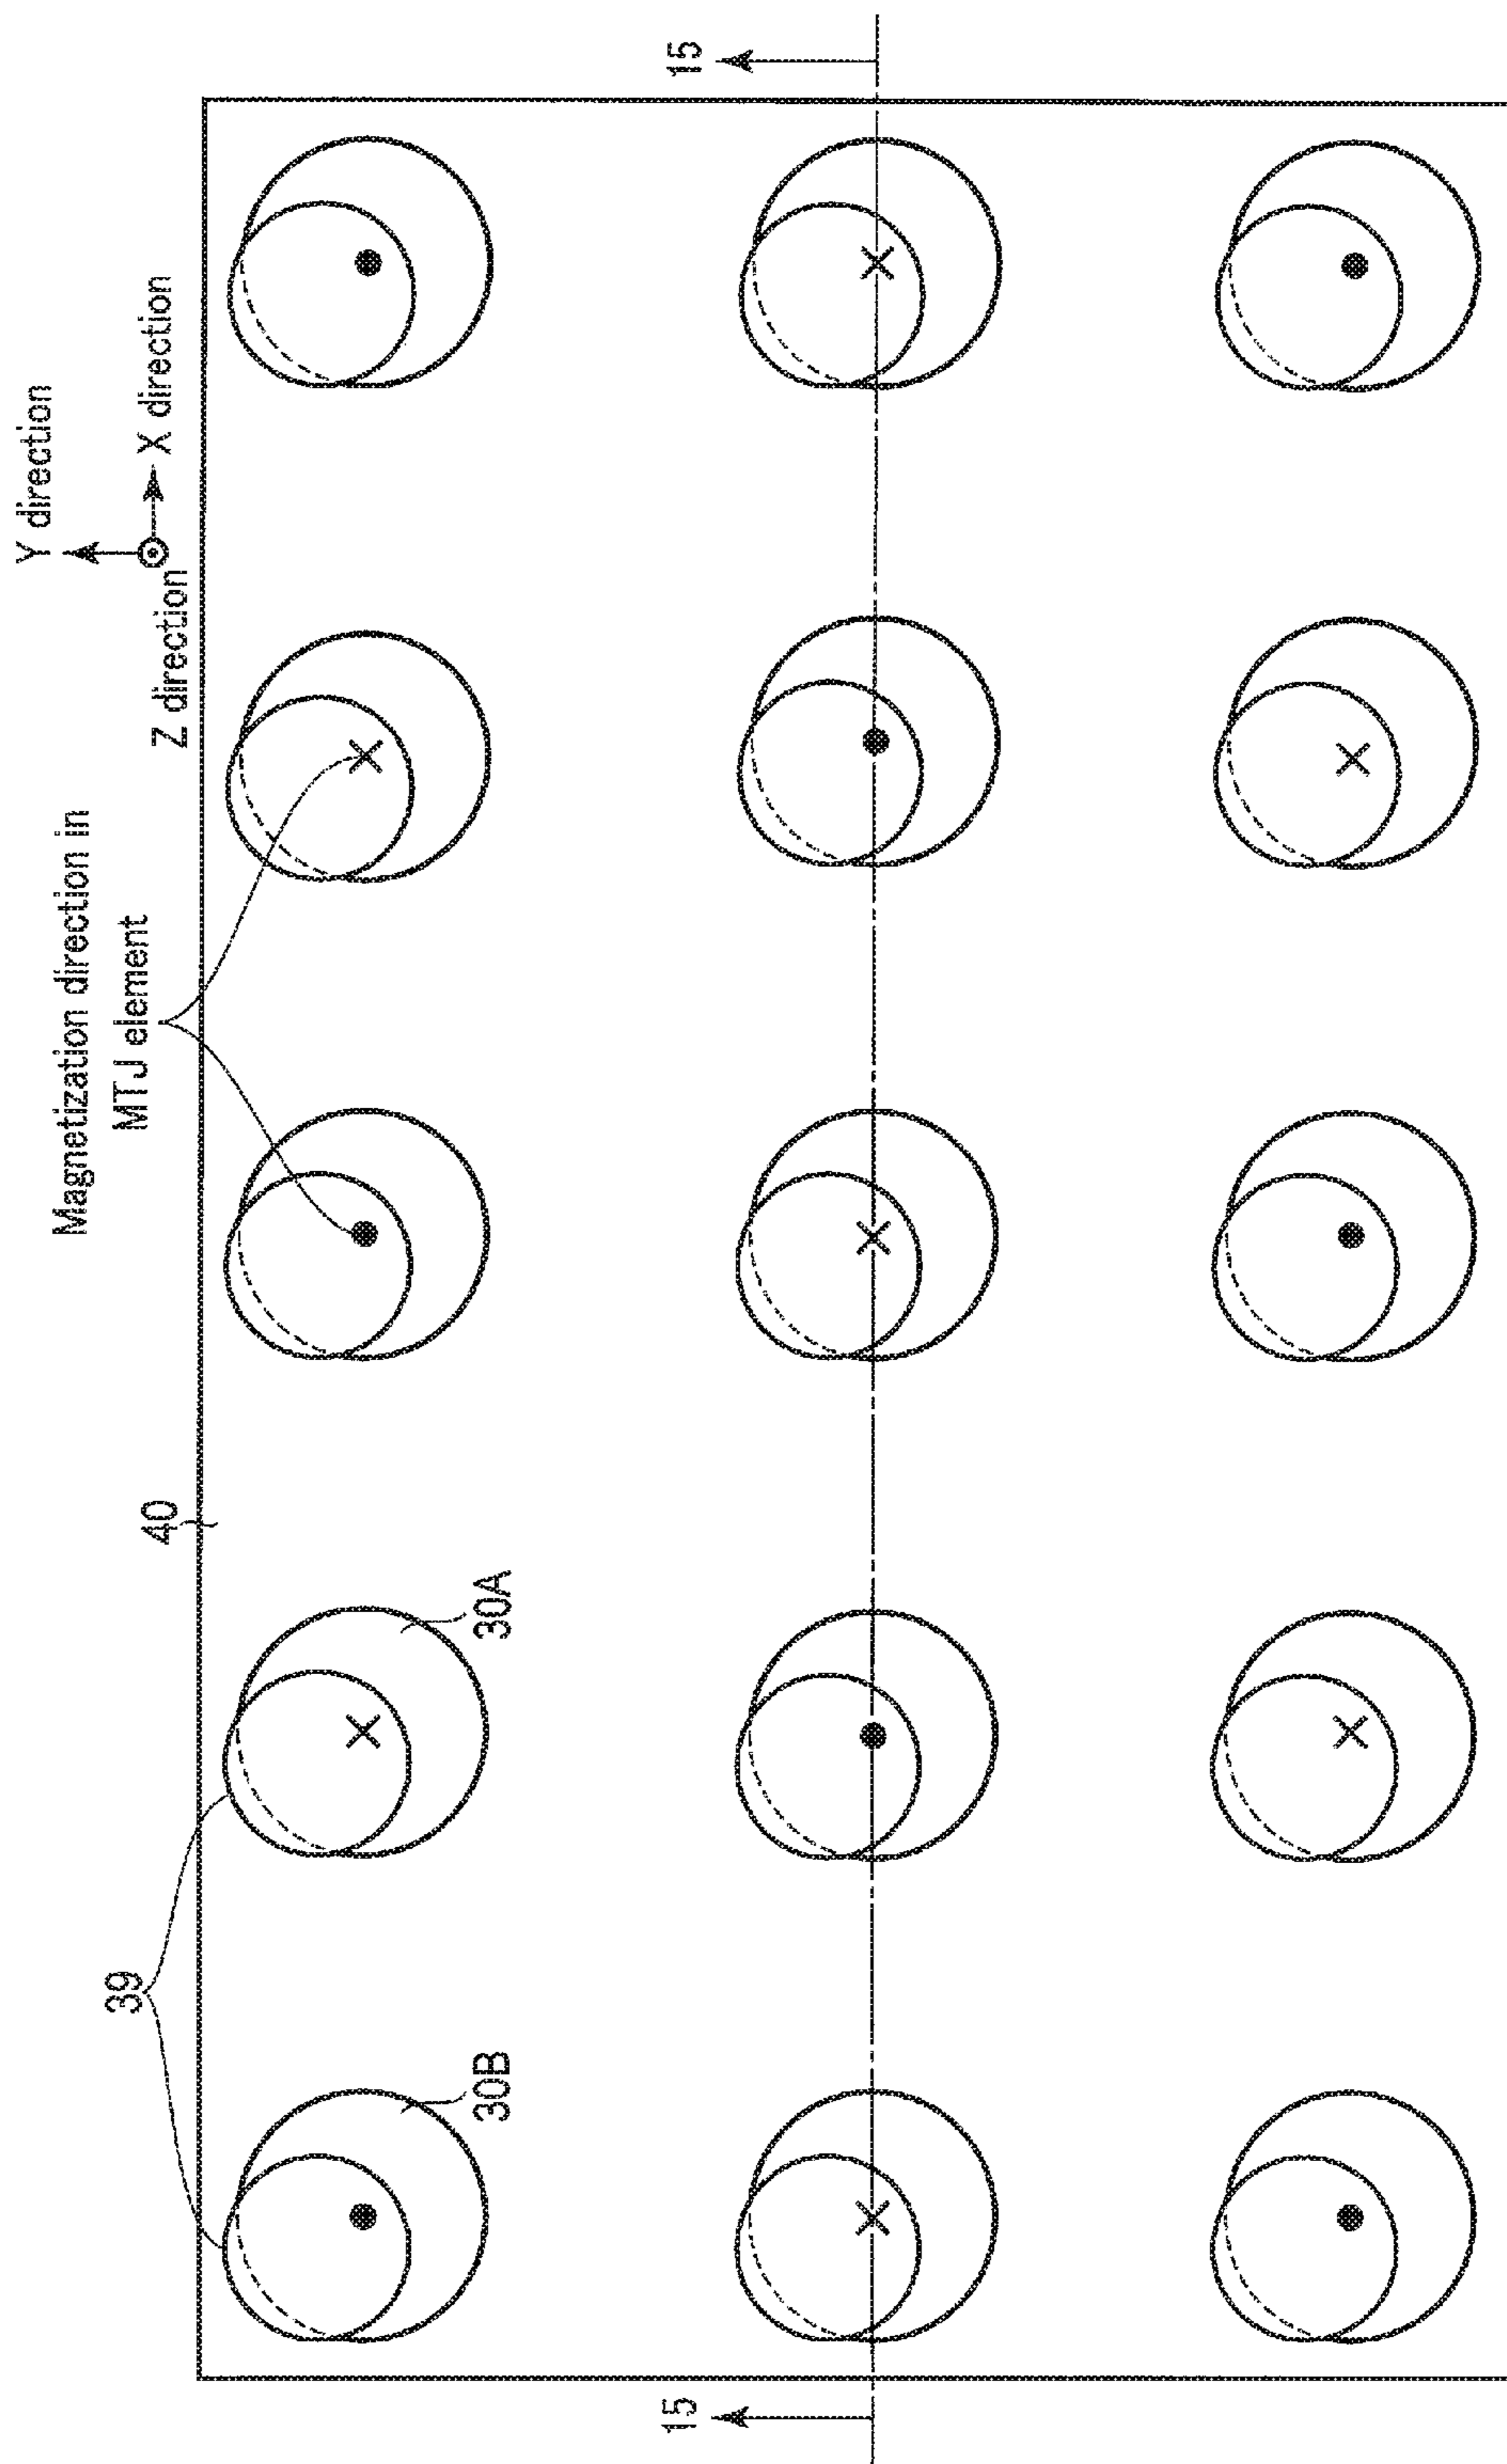 Y direction
X direction
Z direction
Magnetization direction in
MTJ element
15
40
39
30A
30B
15